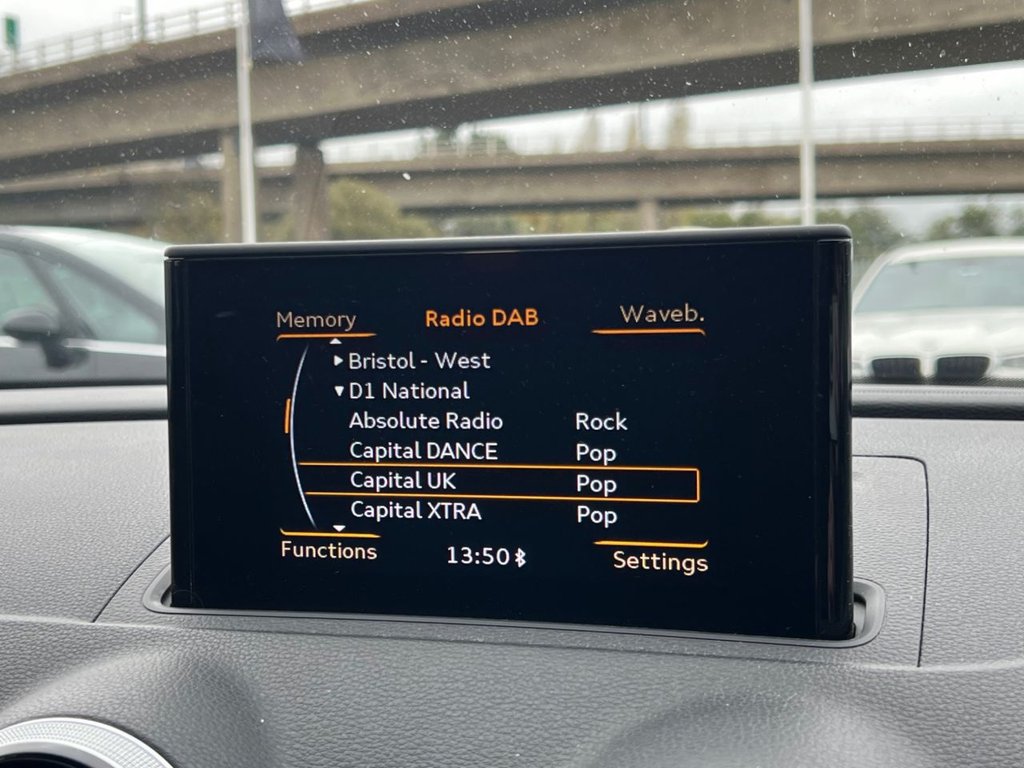 Memory Radio DAB Waveb.
Bristol - West
D1 National
Absolute Radio Rock
Capital DANCE Pop
Capital UK Pop
Capital XTRA Pop
Functions 13:50 Settings